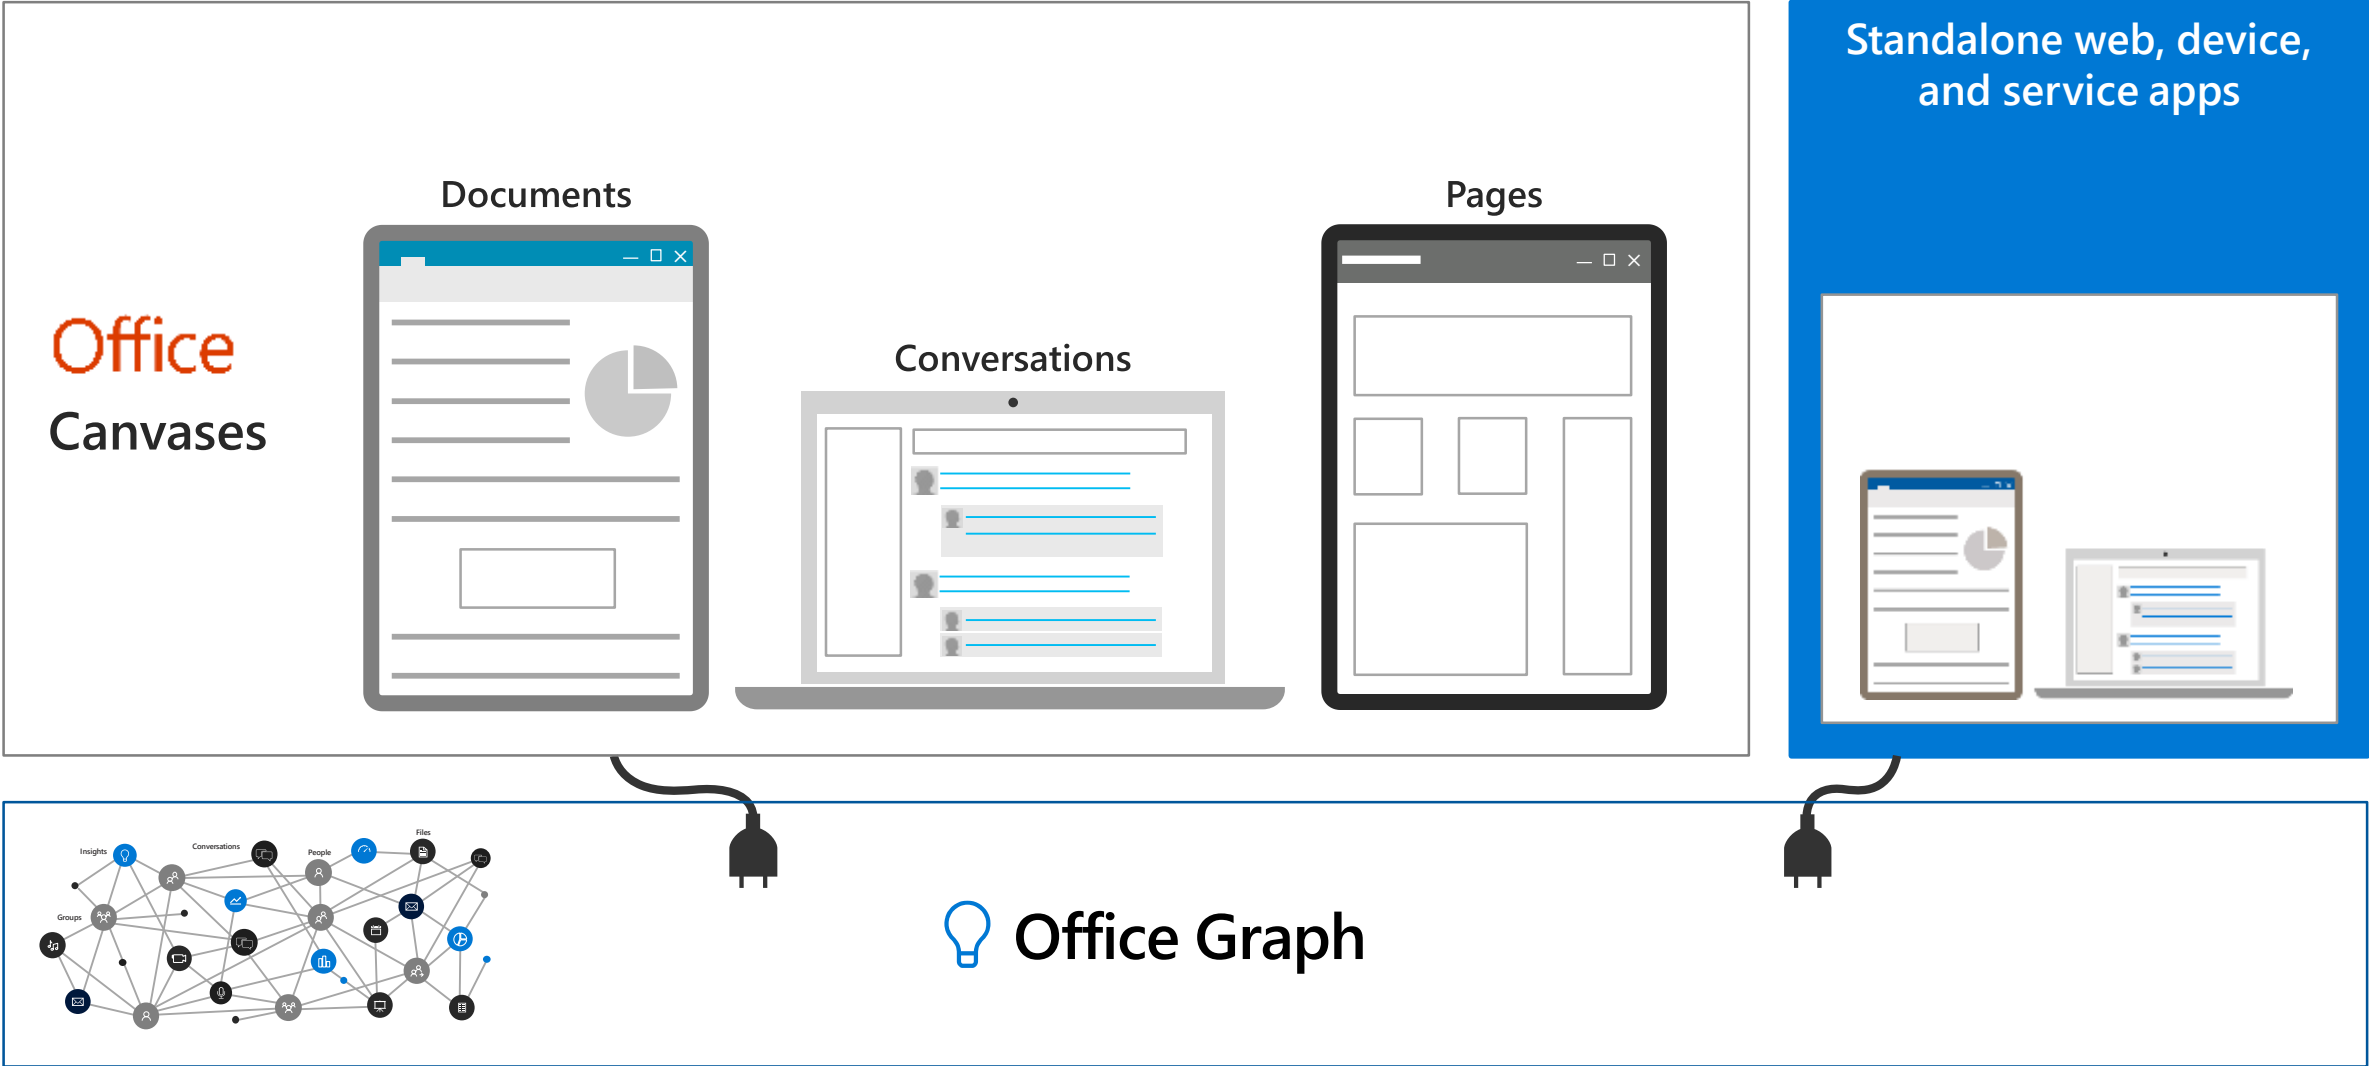 Standalone web, device,
and service apps
Documents
Pages
Office
Conversations
Canvases
Files
Insights
Conversations
People
Groups
Office Graph